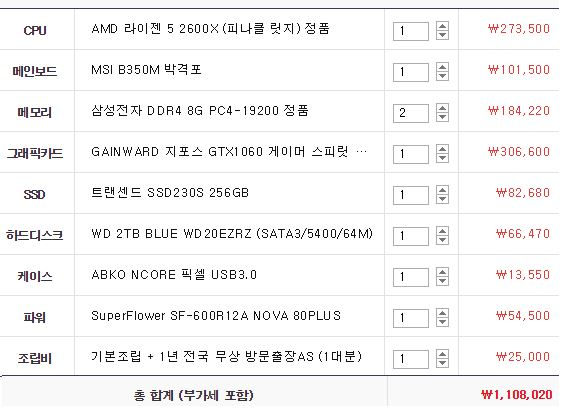 CPU AMD 라이젠 5 2600X (피나클 릿지) 정품 1 ₩273,500
메인보드 MSI B350M 박격포 1 ₩101,500
메모리 삼성전자 DDR4 8G PC4-19200 정품 2 ₩184,220
그래픽카드 GAINWARD 지포스 GTX1060 게이머 스피릿 ··· 1 ₩306,600
SSD 트랜센드 SSD230S 256GB 1 ₩82,680
하드디스크 WD 2TB BLUE WD20EZRZ (SATA3/5400/64M) 1 ₩66,470
케이스 ABKO NCORE 픽셀 USB3.0 1 ₩13,550
파워 SuperFlower SF-600R12A NOVA 80PLUS 1 ₩54,500
조립비 기본조립 + 1년 전국 무상 방문출장AS (1대분) 1 ₩25,000
총 합계 (부가세 포함) ₩1,108,020